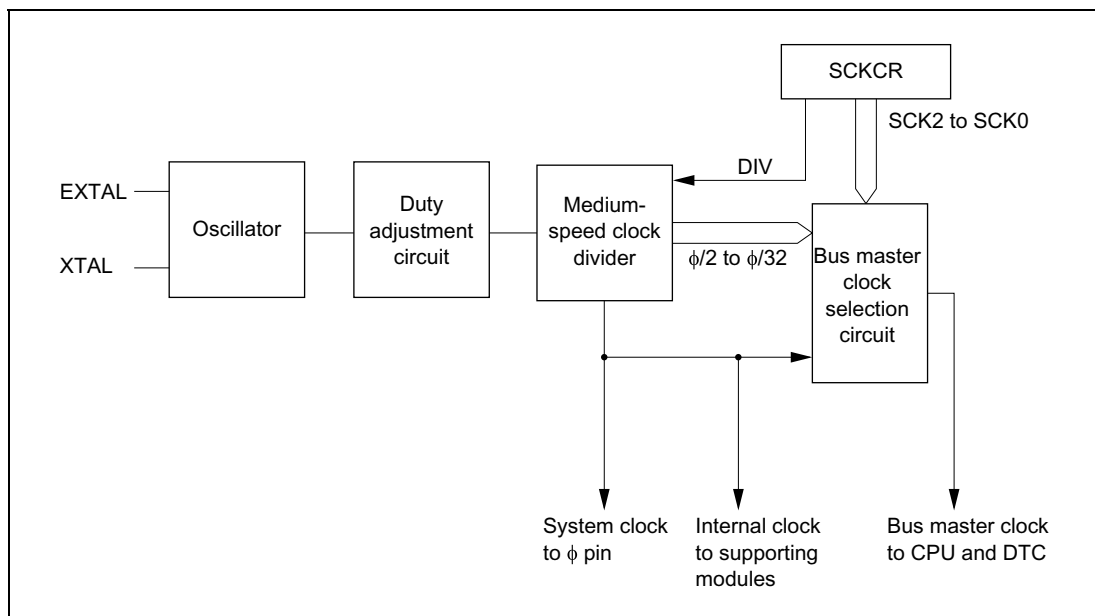 SCKCR
SCK2 to SCK0
DIV
EXTAL
XTAL
Oscillator
Duty
adjustment
circuit
Medium-
speed clock
divider
ϕ/2 to ϕ/32
Bus master
clock
selection
circuit
System clock
to ϕ pin
Internal clock
to supporting
modules
Bus master clock
to CPU and DTC